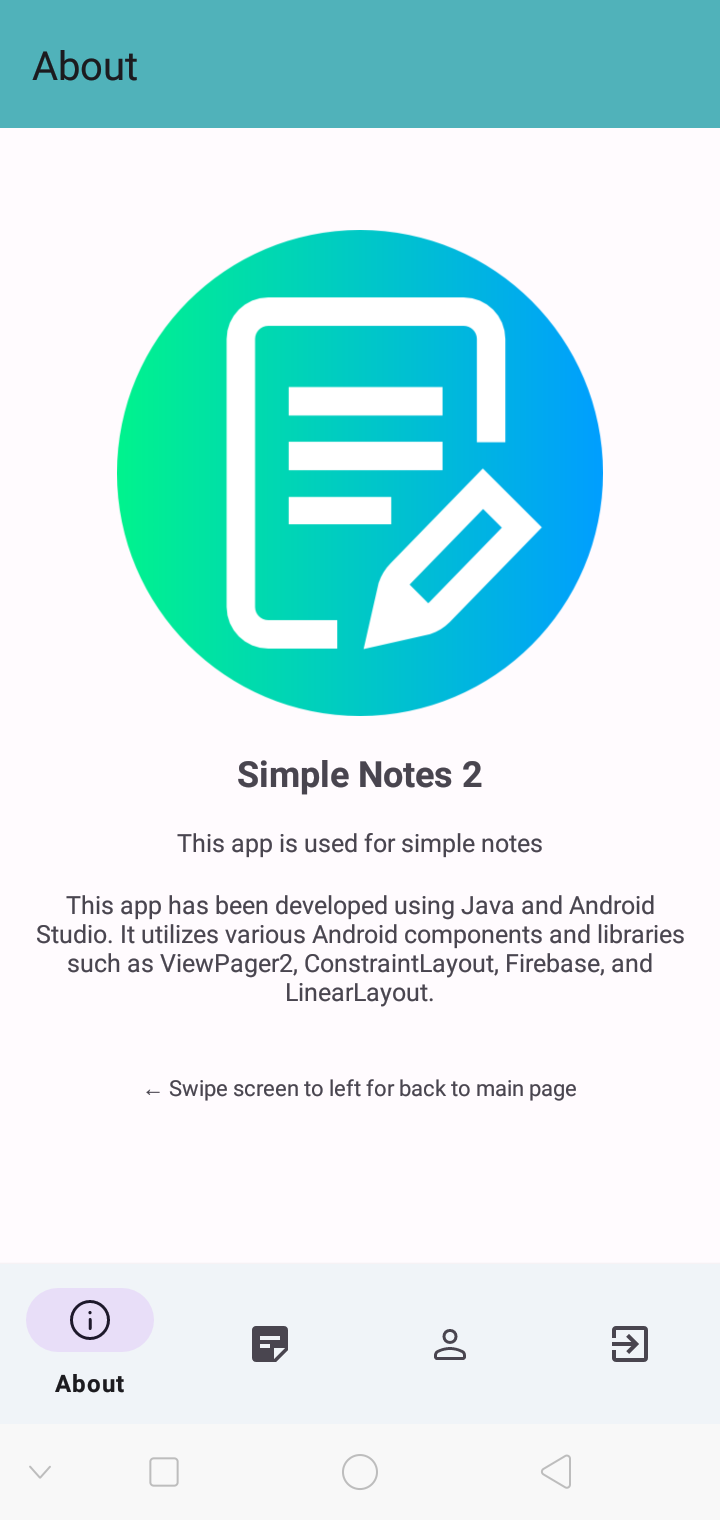 About
Simple Notes 2
This app is used for simple notes
This app has been developed using Java and Android
Studio. It utilizes various Android components and libraries
such as ViewPager2, ConstraintLayout, Firebase, and
LinearLayout.
← Swipe screen to left for back to main page
About